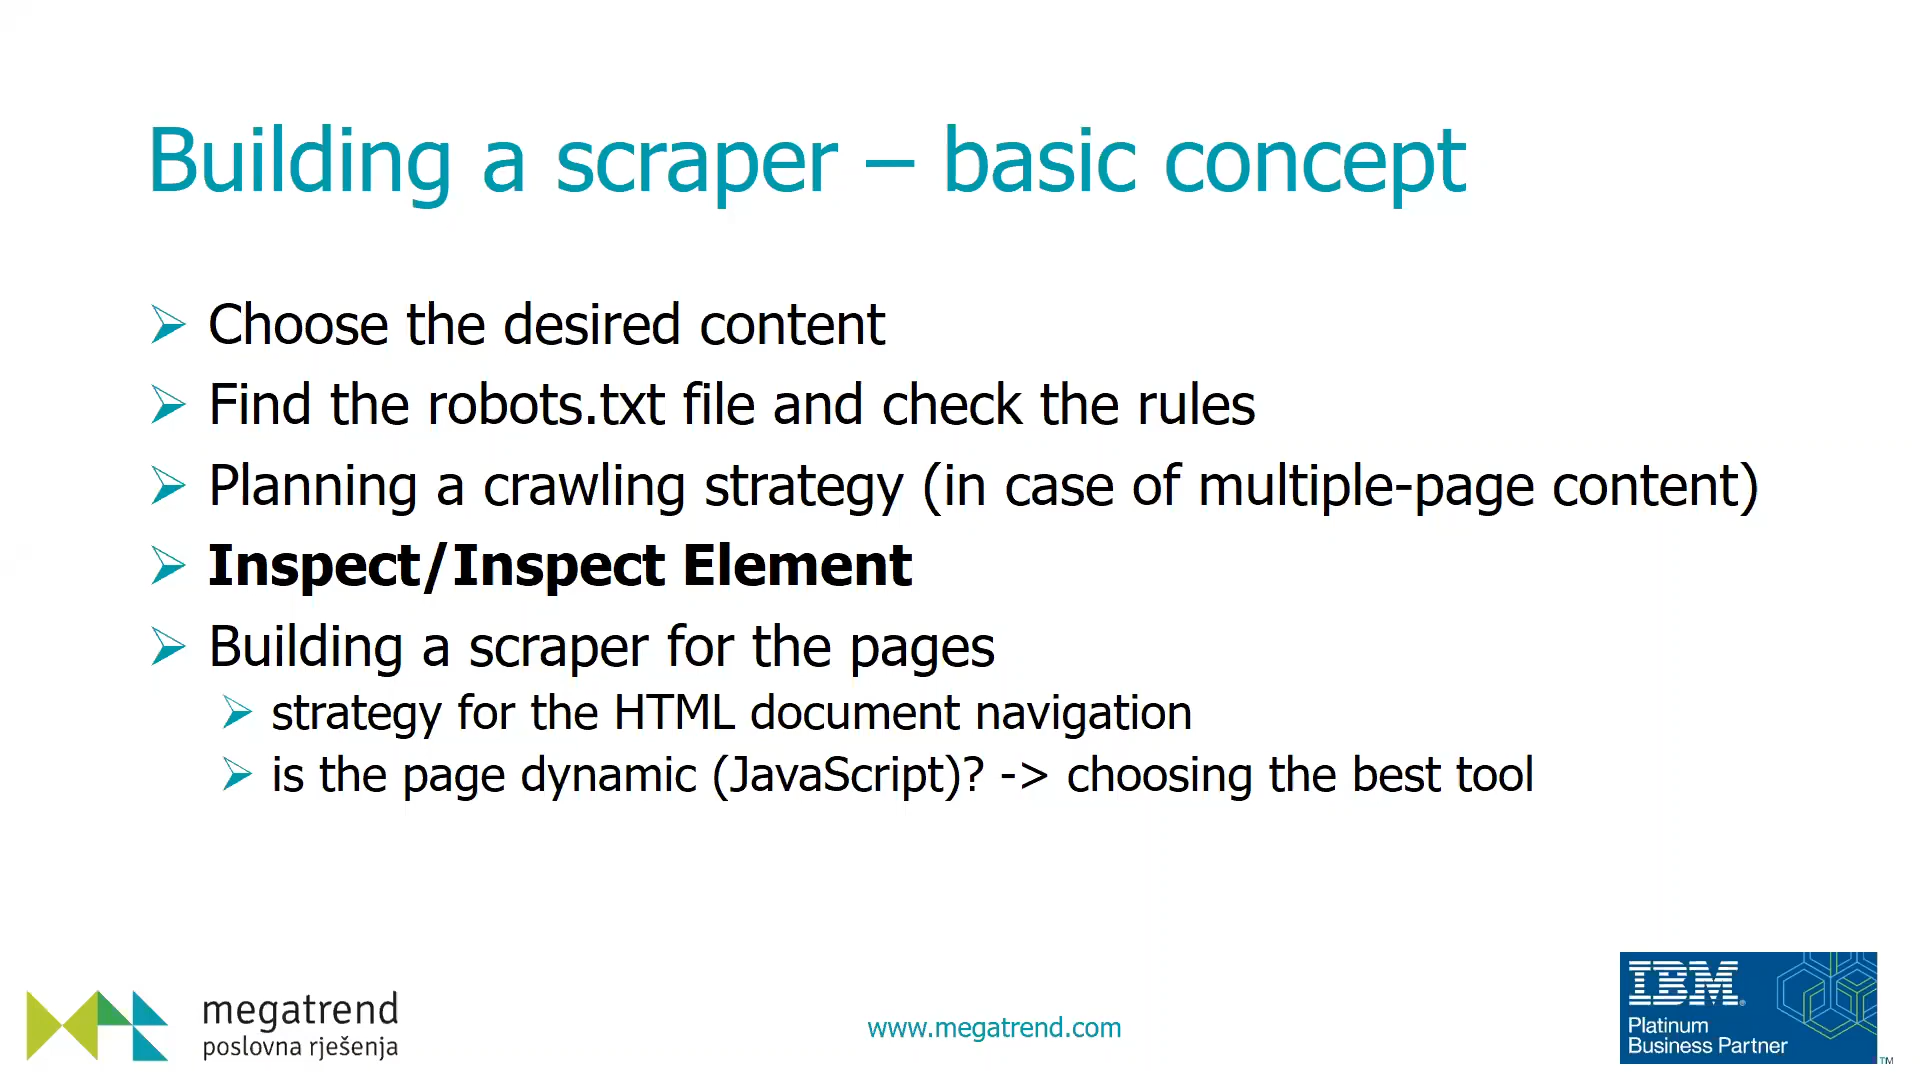 Building a scraper – basic concept
Choose the desired content
Find the robots.txt file and check the rules
Planning a crawling strategy (in case of multiple-page content)
Inspect/Inspect Element
Building a scraper for the pages
strategy for the HTML document navigation
is the page dynamic (JavaScript)? -> choosing the best tool
megatrend
poslovna rješenja
www.megatrend.com
IBM®
Platinum
Business Partner
™